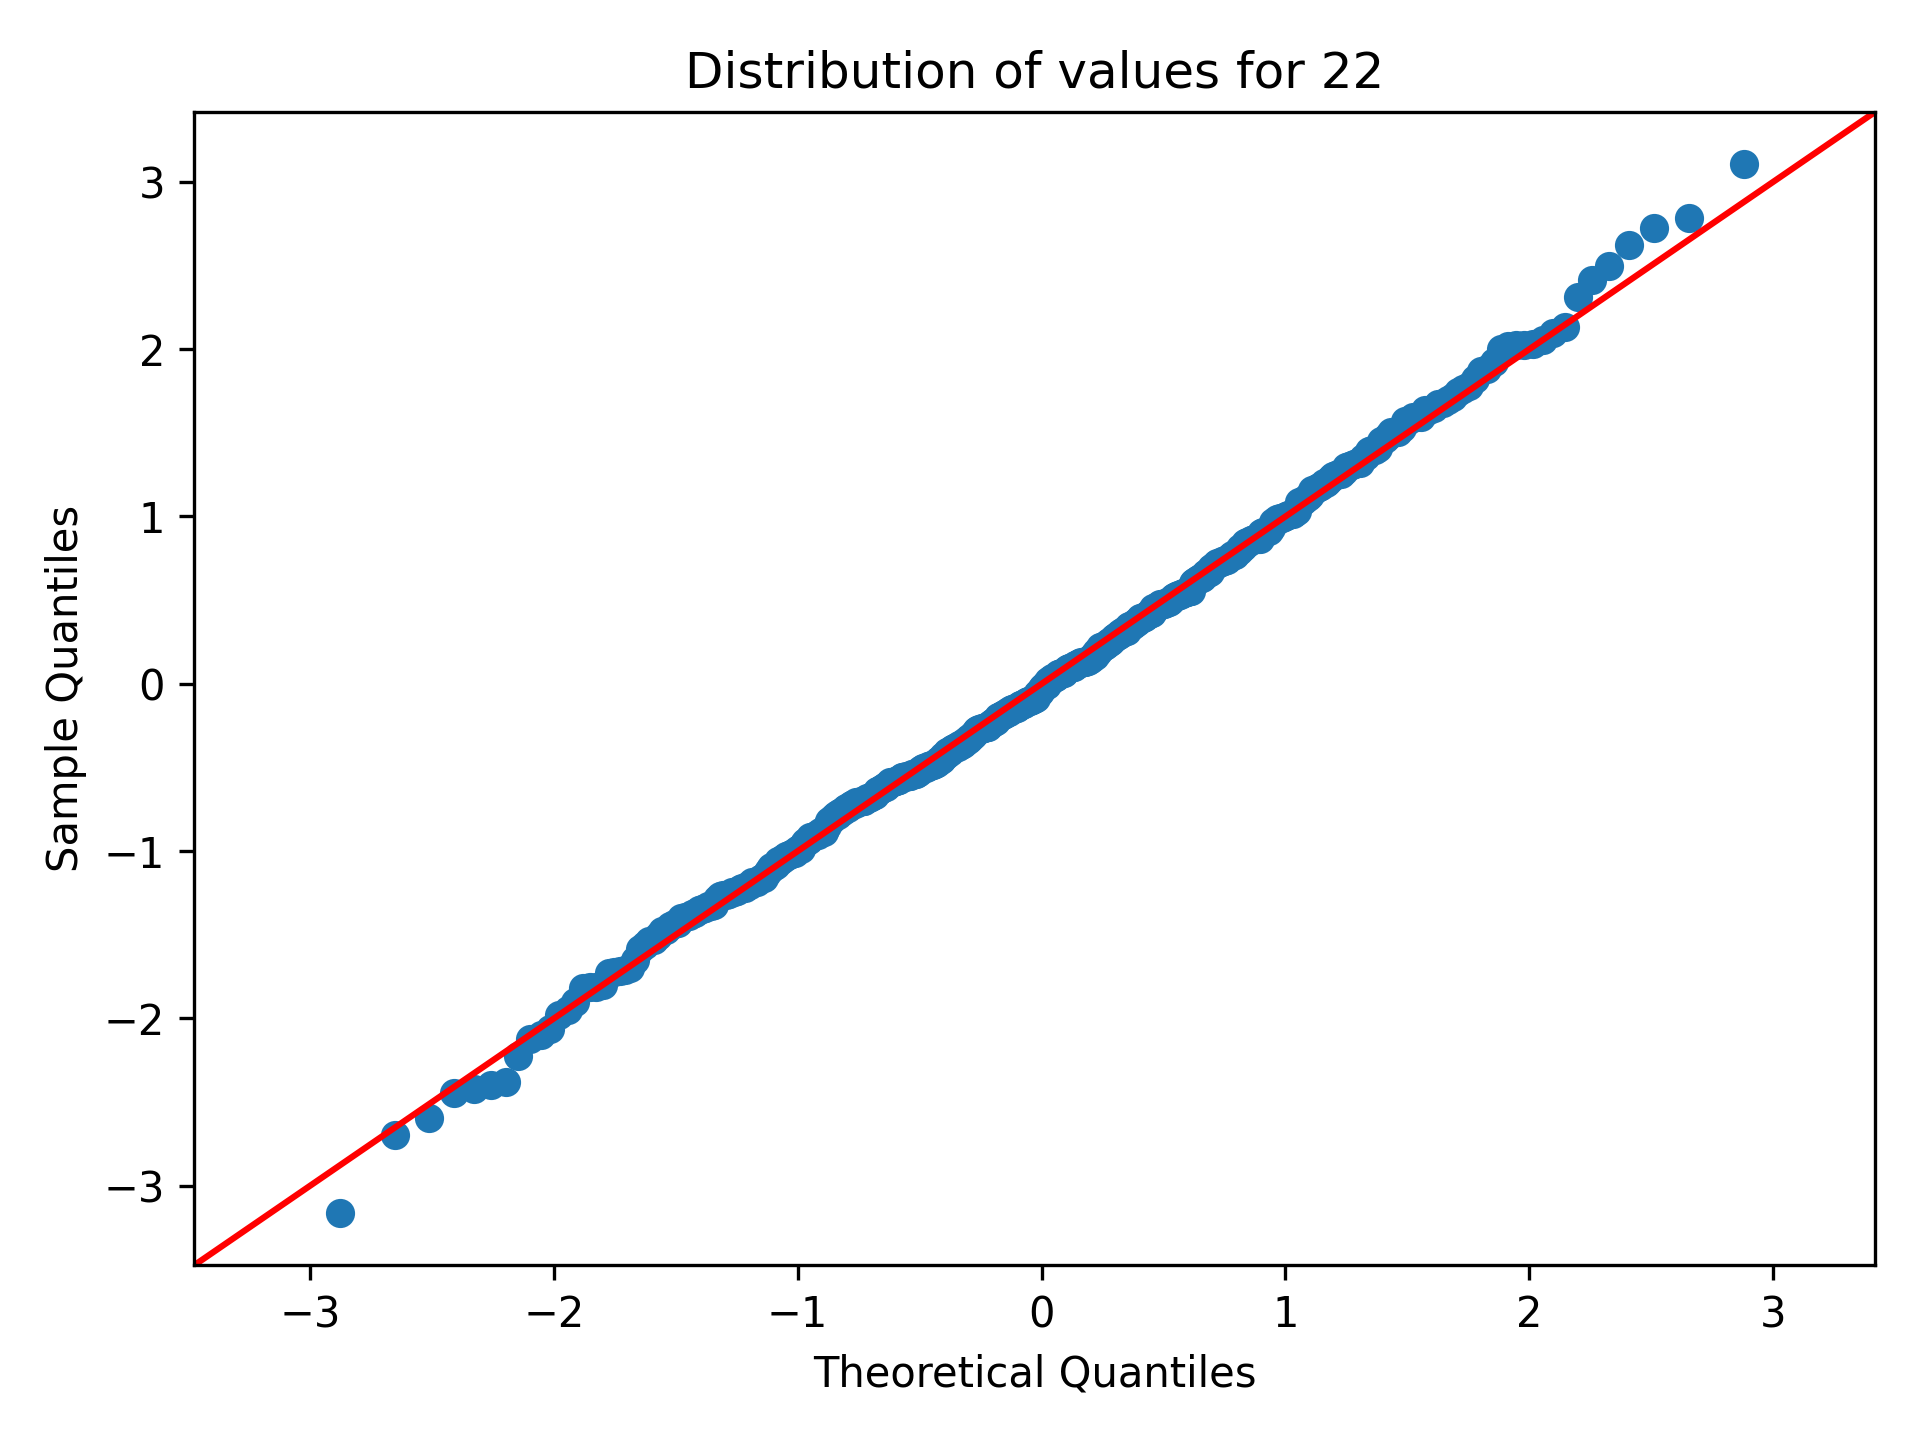 Distribution of values for 22
3
2
1
0
−1
−2
−3
Sample Quantiles
−3 −2 −1 0 1 2 3
Theoretical Quantiles